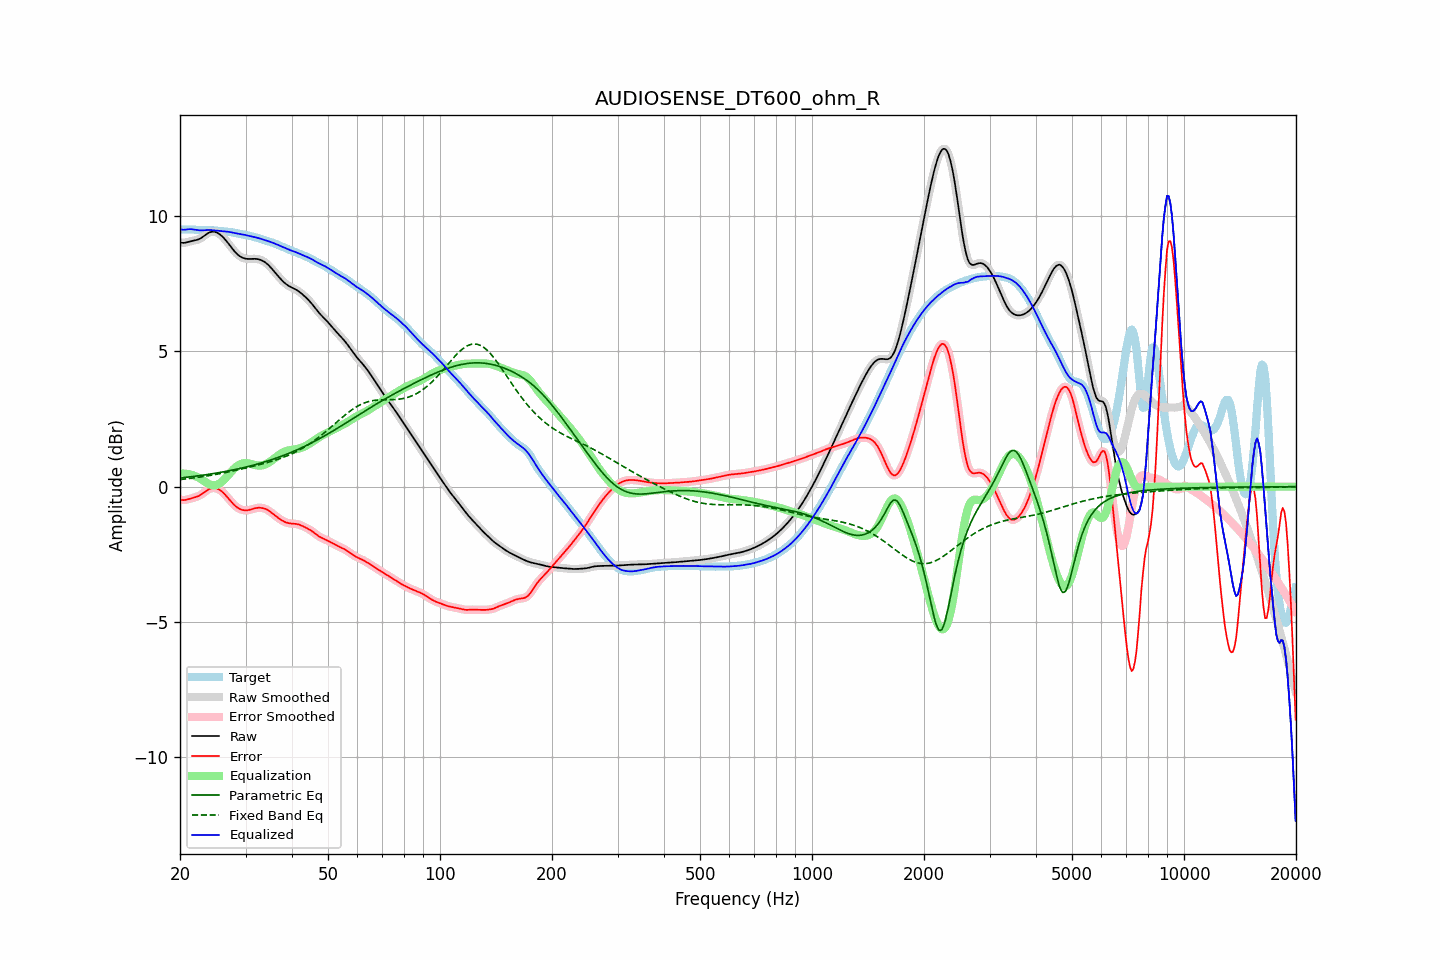 AUDIOSENSE_DT600_ohm_R
Amplitude (dBr)
10
5
0
−5
−10
Target
Raw Smoothed
Error Smoothed
Raw
Error
Equalization
Parametric Eq
Fixed Band Eq
Equalized
20 50 100 200 500 1000 2000 5000 10000 20000
Frequency (Hz)